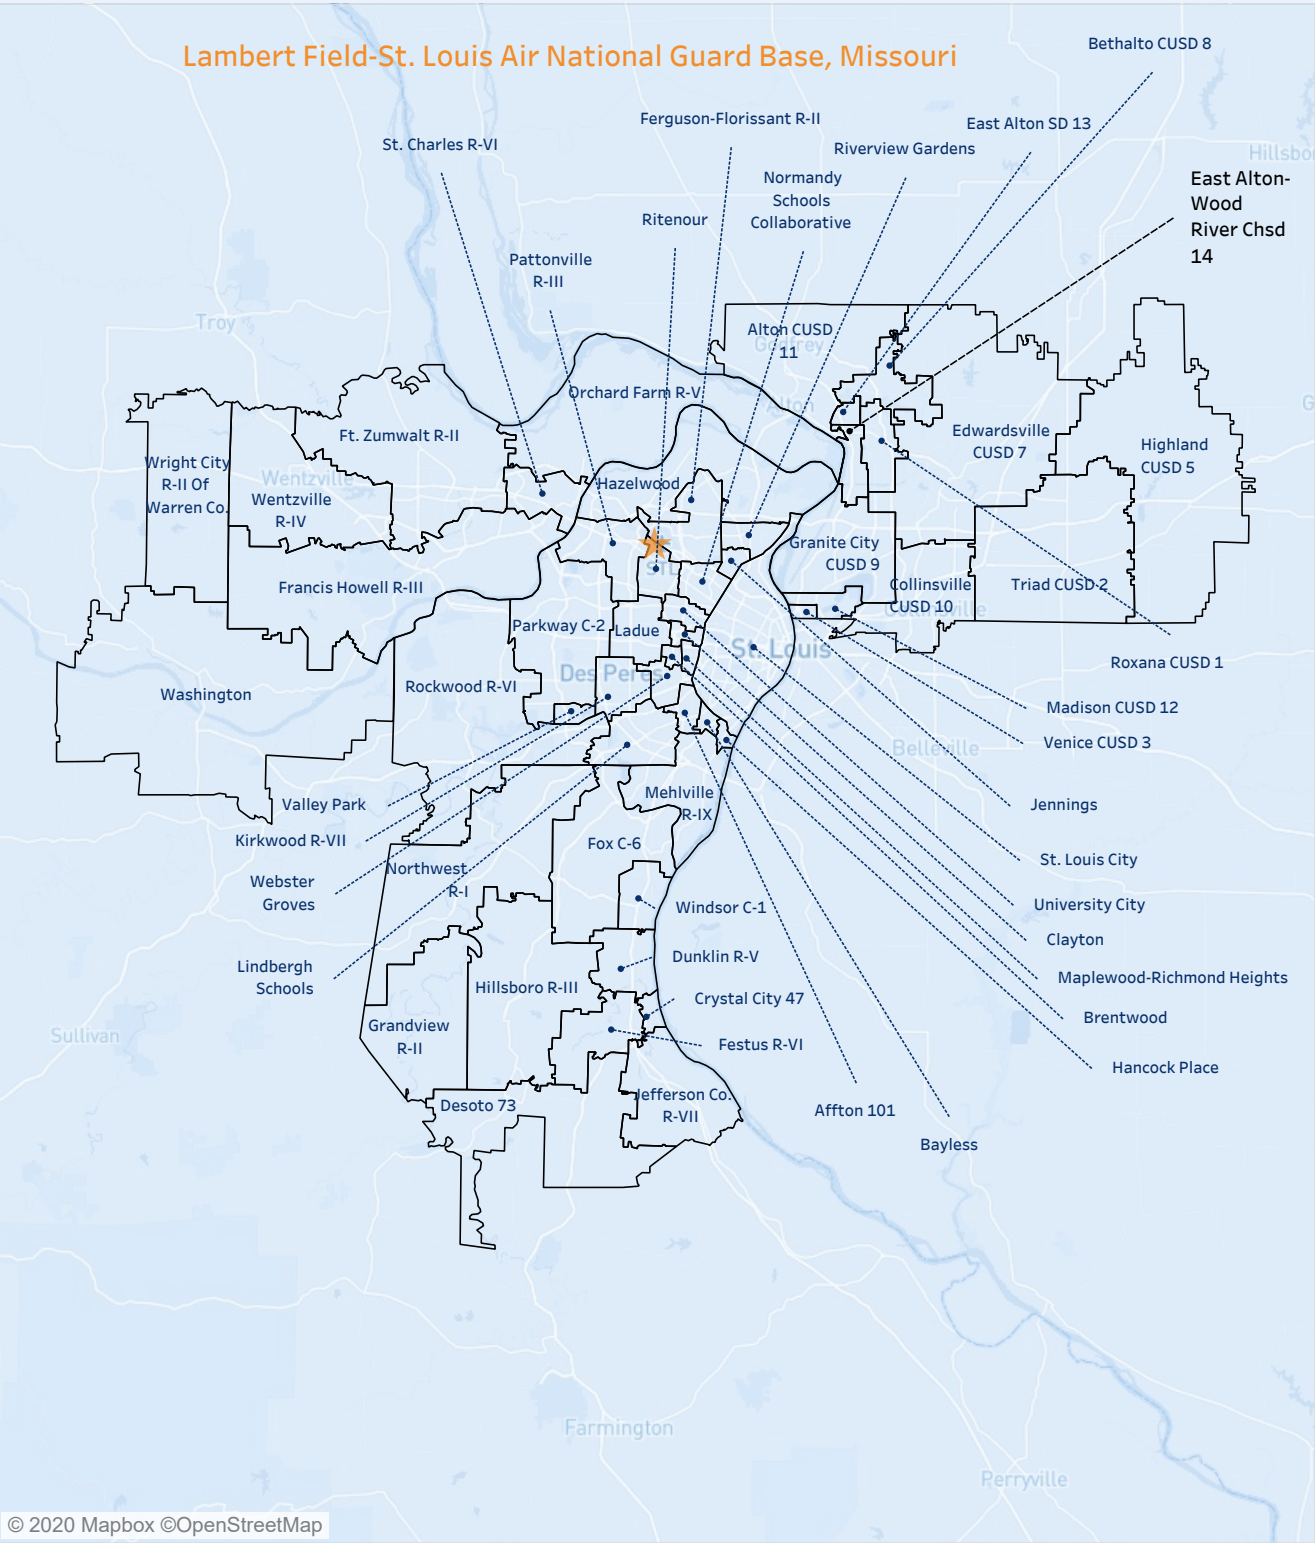 Lambert Field-St. Louis Air National Guard Base, Missouri
Bethalto CUSD 8
Ferguson-Florissant R-II
East Alton SD 13
St. Charles R-VI
Riverview Gardens
Hillsbo
Normandy
Schools
Collaborative
East Alton-
Wood
River Chsd
14
Ritenour
Pattonville
R-III
Troy
Alton CUSD
11
Godfrey
Orchard Farm R-V
Alton
G
Ft. Zumwalt R-II
Edwardsville
CUSD 7
Highland
CUSD 5
Wright City
R-II Of
Warren Co.
Wentzville
Wentzville
R-IV
Hazelwood
Granite City
CUSD 9
STL
Francis Howell R-III
Collinsville
CUSD 10
Collinsville
Triad CUSD 2
Parkway C-2
Ladue
St. Louis
Des Peres
Roxana CUSD 1
Rockwood R-VI
Washington
Madison CUSD 12
Venice CUSD 3
Belleville
Mehlville
R-IX
Valley Park
Jennings
Kirkwood R-VII
Fox C-6
St. Louis City
Northwest
R-I
Webster
Groves
Windsor C-1
University City
Clayton
Dunklin R-V
Lindbergh
Schools
Maplewood-Richmond Heights
Hillsboro R-III
Crystal City 47
Brentwood
Grandview
R-II
Sullivan
Festus R-VI
Hancock Place
Desoto 73
Jefferson Co.
R-VII
Affton 101
Bayless
Farmington
Perryville
© 2020 Mapbox ©OpenStreetMap